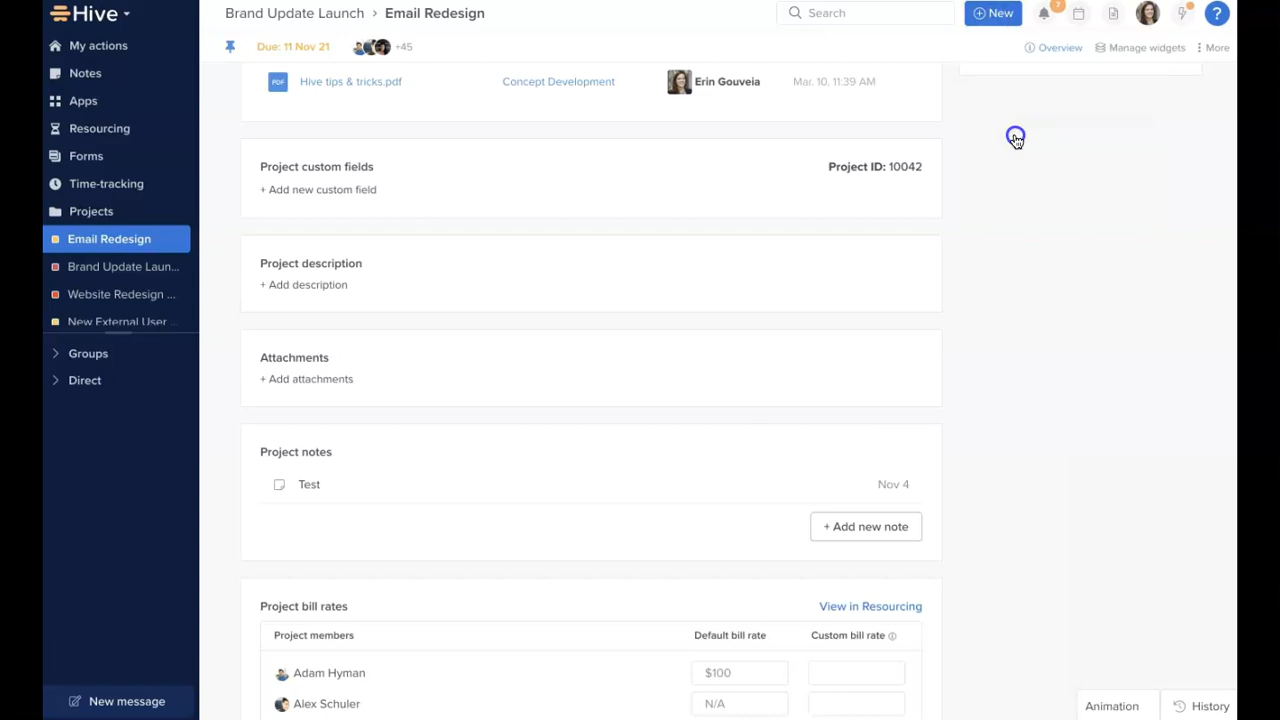 Hive
Brand Update Launch > Email Redesign
Search
New
7
?
Due: 11 Nov 21
+45
Overview
Manage widgets
More
My actions
Notes
Apps
Resourcing
Forms
Time-tracking
Projects
Email Redesign
Brand Update Laun...
Website Redesign ...
New External User ...
Groups
Direct
New message
PDF
Hive tips & tricks.pdf
Concept Development
Erin Gouveia
Mar. 10, 11:39 AM
Project custom fields
Project ID: 10042
+ Add new custom field
Project description
+ Add description
Attachments
+ Add attachments
Project notes
Test
Nov 4
+ Add new note
Project bill rates
View in Resourcing
Project members
Default bill rate
Custom bill rate
Adam Hyman
$100
Alex Schuler
N/A
Animation
History